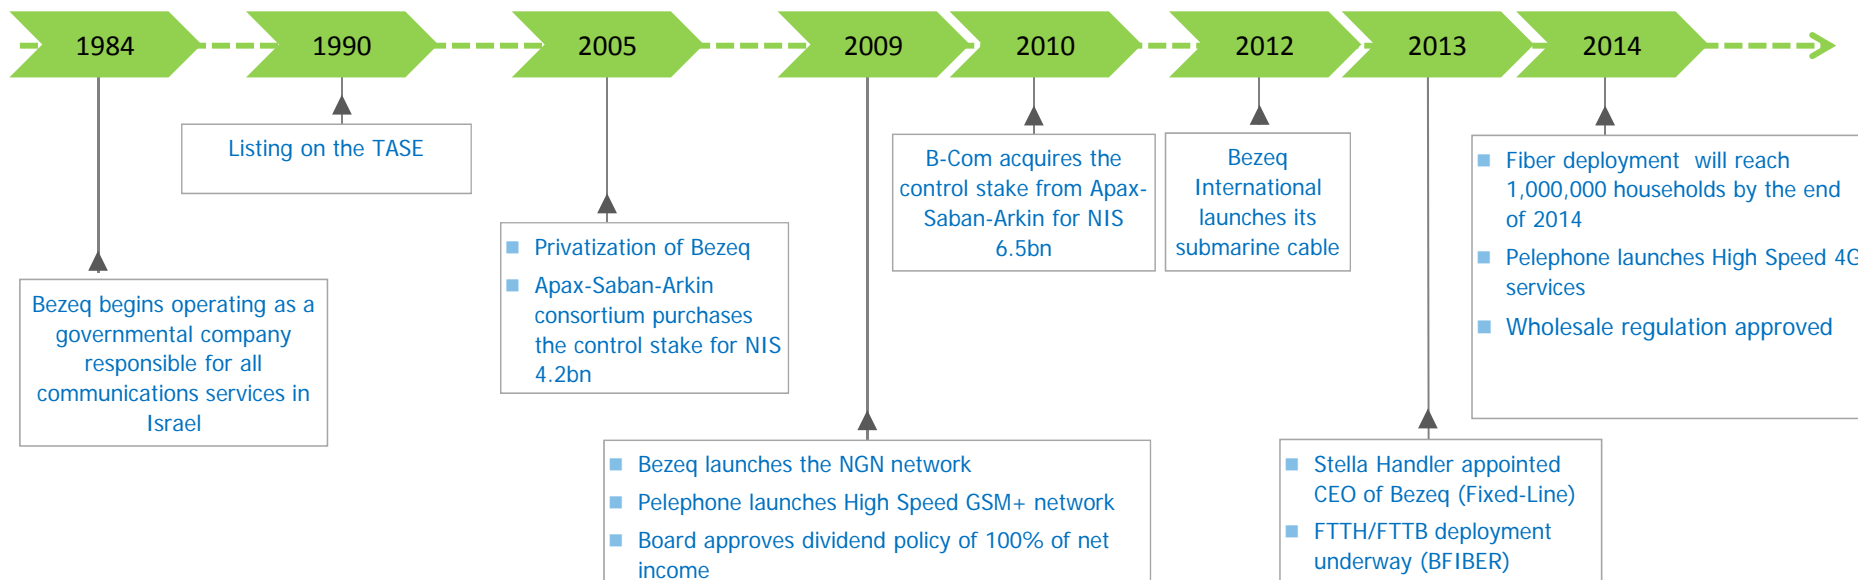 1984
1990
2005
2009
2010
2012
2013
2014
Bezeq begins operating as a
governmental company
responsible for all
communications services in
Israel
Listing on the TASE
Privatization of Bezeq
Apax-Saban-Arkin
consortium purchases
the control stake for NIS
4.2bn
Bezeq launches the NGN network
Pelephone launches High Speed GSM+ network
Board approves dividend policy of 100% of net
income
B-Com acquires the
control stake from Apax-
Saban-Arkin for NIS
6.5bn
Bezeq
International
launches its
submarine cable
Stella Handler appointed
CEO of Bezeq (Fixed-Line)
FTTH/FTTB deployment
underway (BFIBER)
Fiber deployment will reach
1,000,000 households by the end
of 2014
Pelephone launches High Speed 4G
services
Wholesale regulation approved